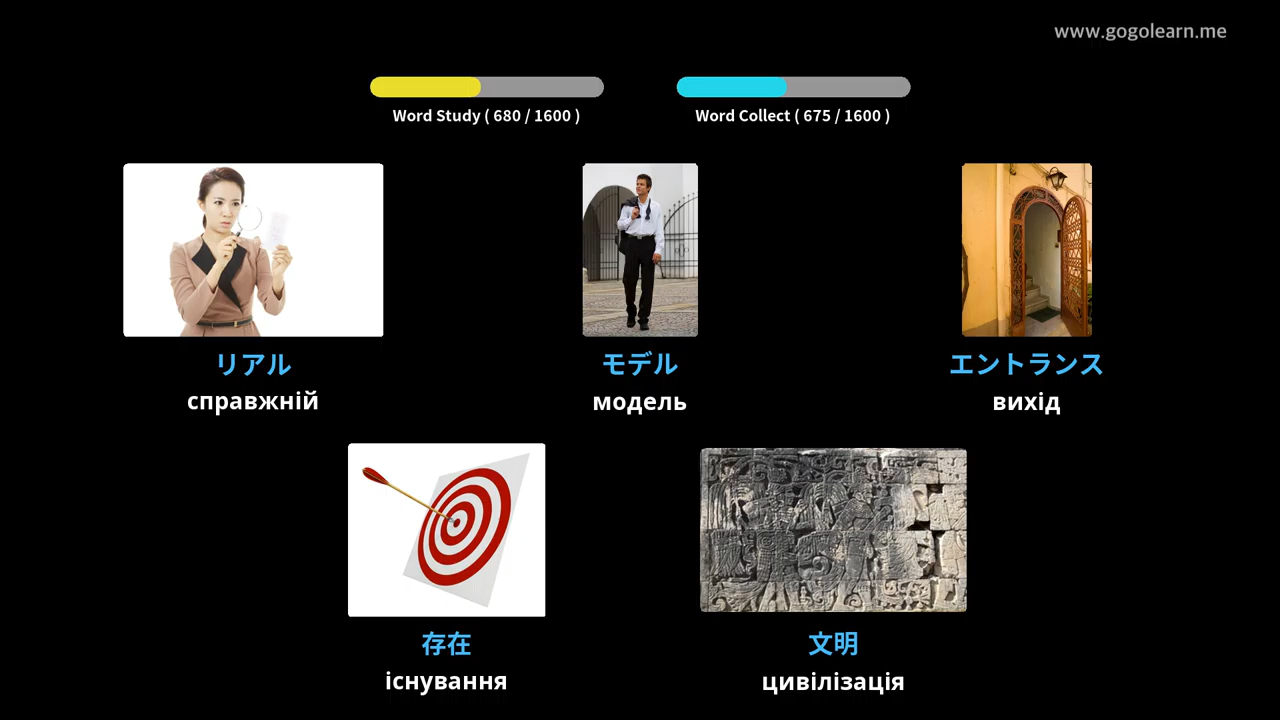 www.gogolearn.me
Word Study ( 680 / 1600 )
Word Collect ( 675 / 1600 )
リアル
справжній
モデル
модель
エントランス
вихід
存在
існування
文明
цивілізація